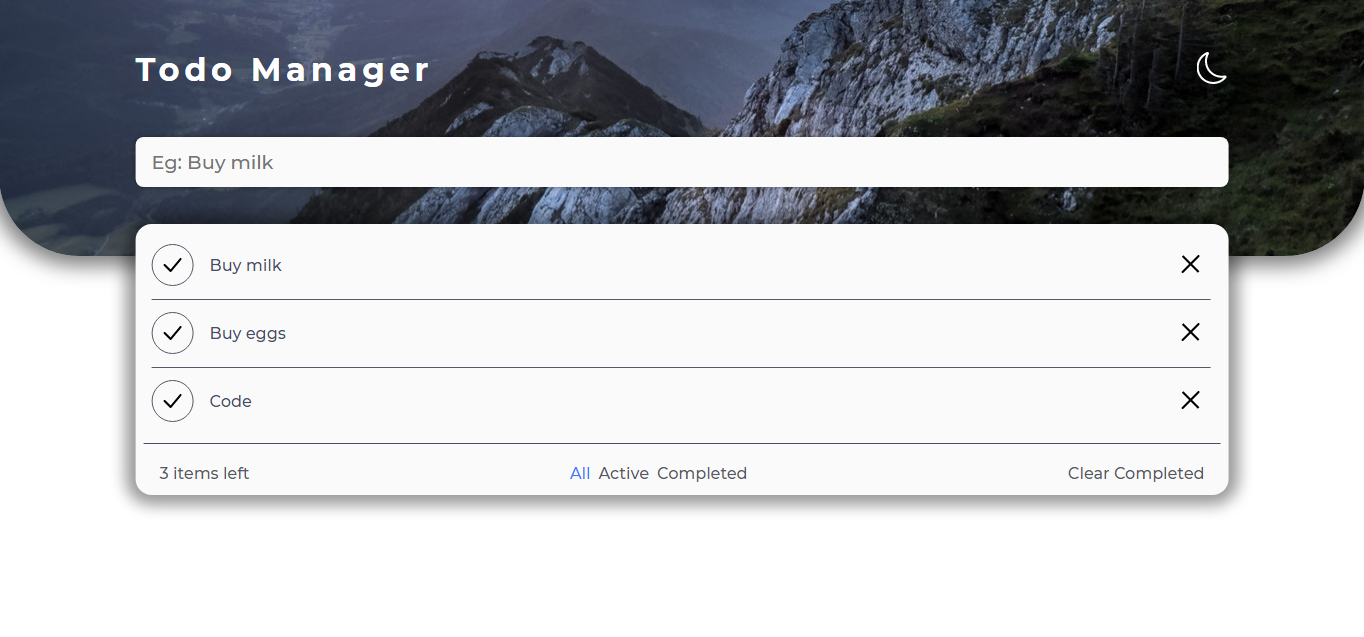 Todo Manager
Eg: Buy milk
Buy milk
Buy eggs
Code
3 items left All Active Completed Clear Completed